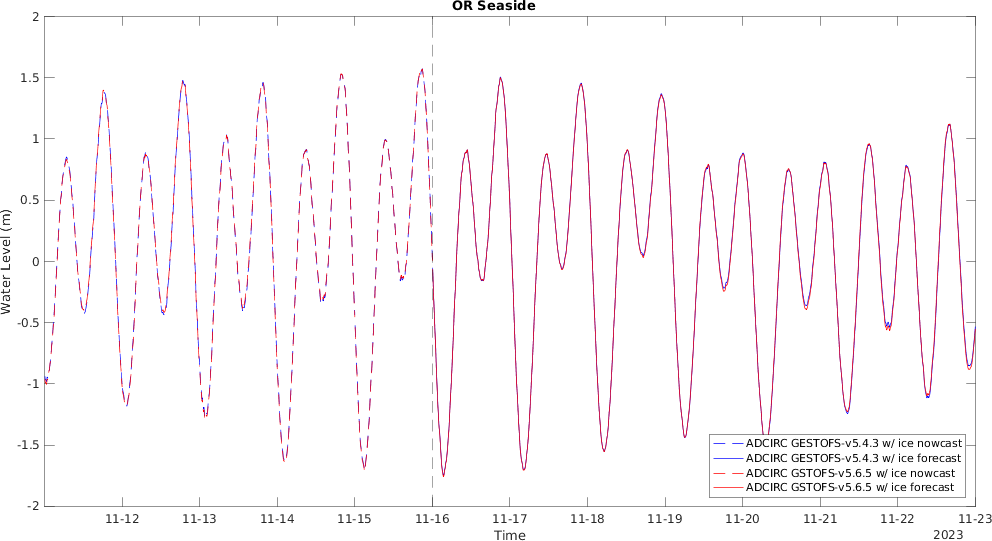 OR Seaside
Water Level (m)
2
1.5
1
0.5
0
-0.5
-1
-1.5
-2
11-12 11-13 11-14 11-15 11-16 11-17 11-18 11-19 11-20 11-21 11-22 11-23
Time
2023
ADCIRC GESTOFS-v5.4.3 w/ ice nowcast
ADCIRC GESTOFS-v5.4.3 w/ ice forecast
ADCIRC GSTOFS-v5.6.5 w/ ice nowcast
ADCIRC GSTOFS-v5.6.5 w/ ice forecast